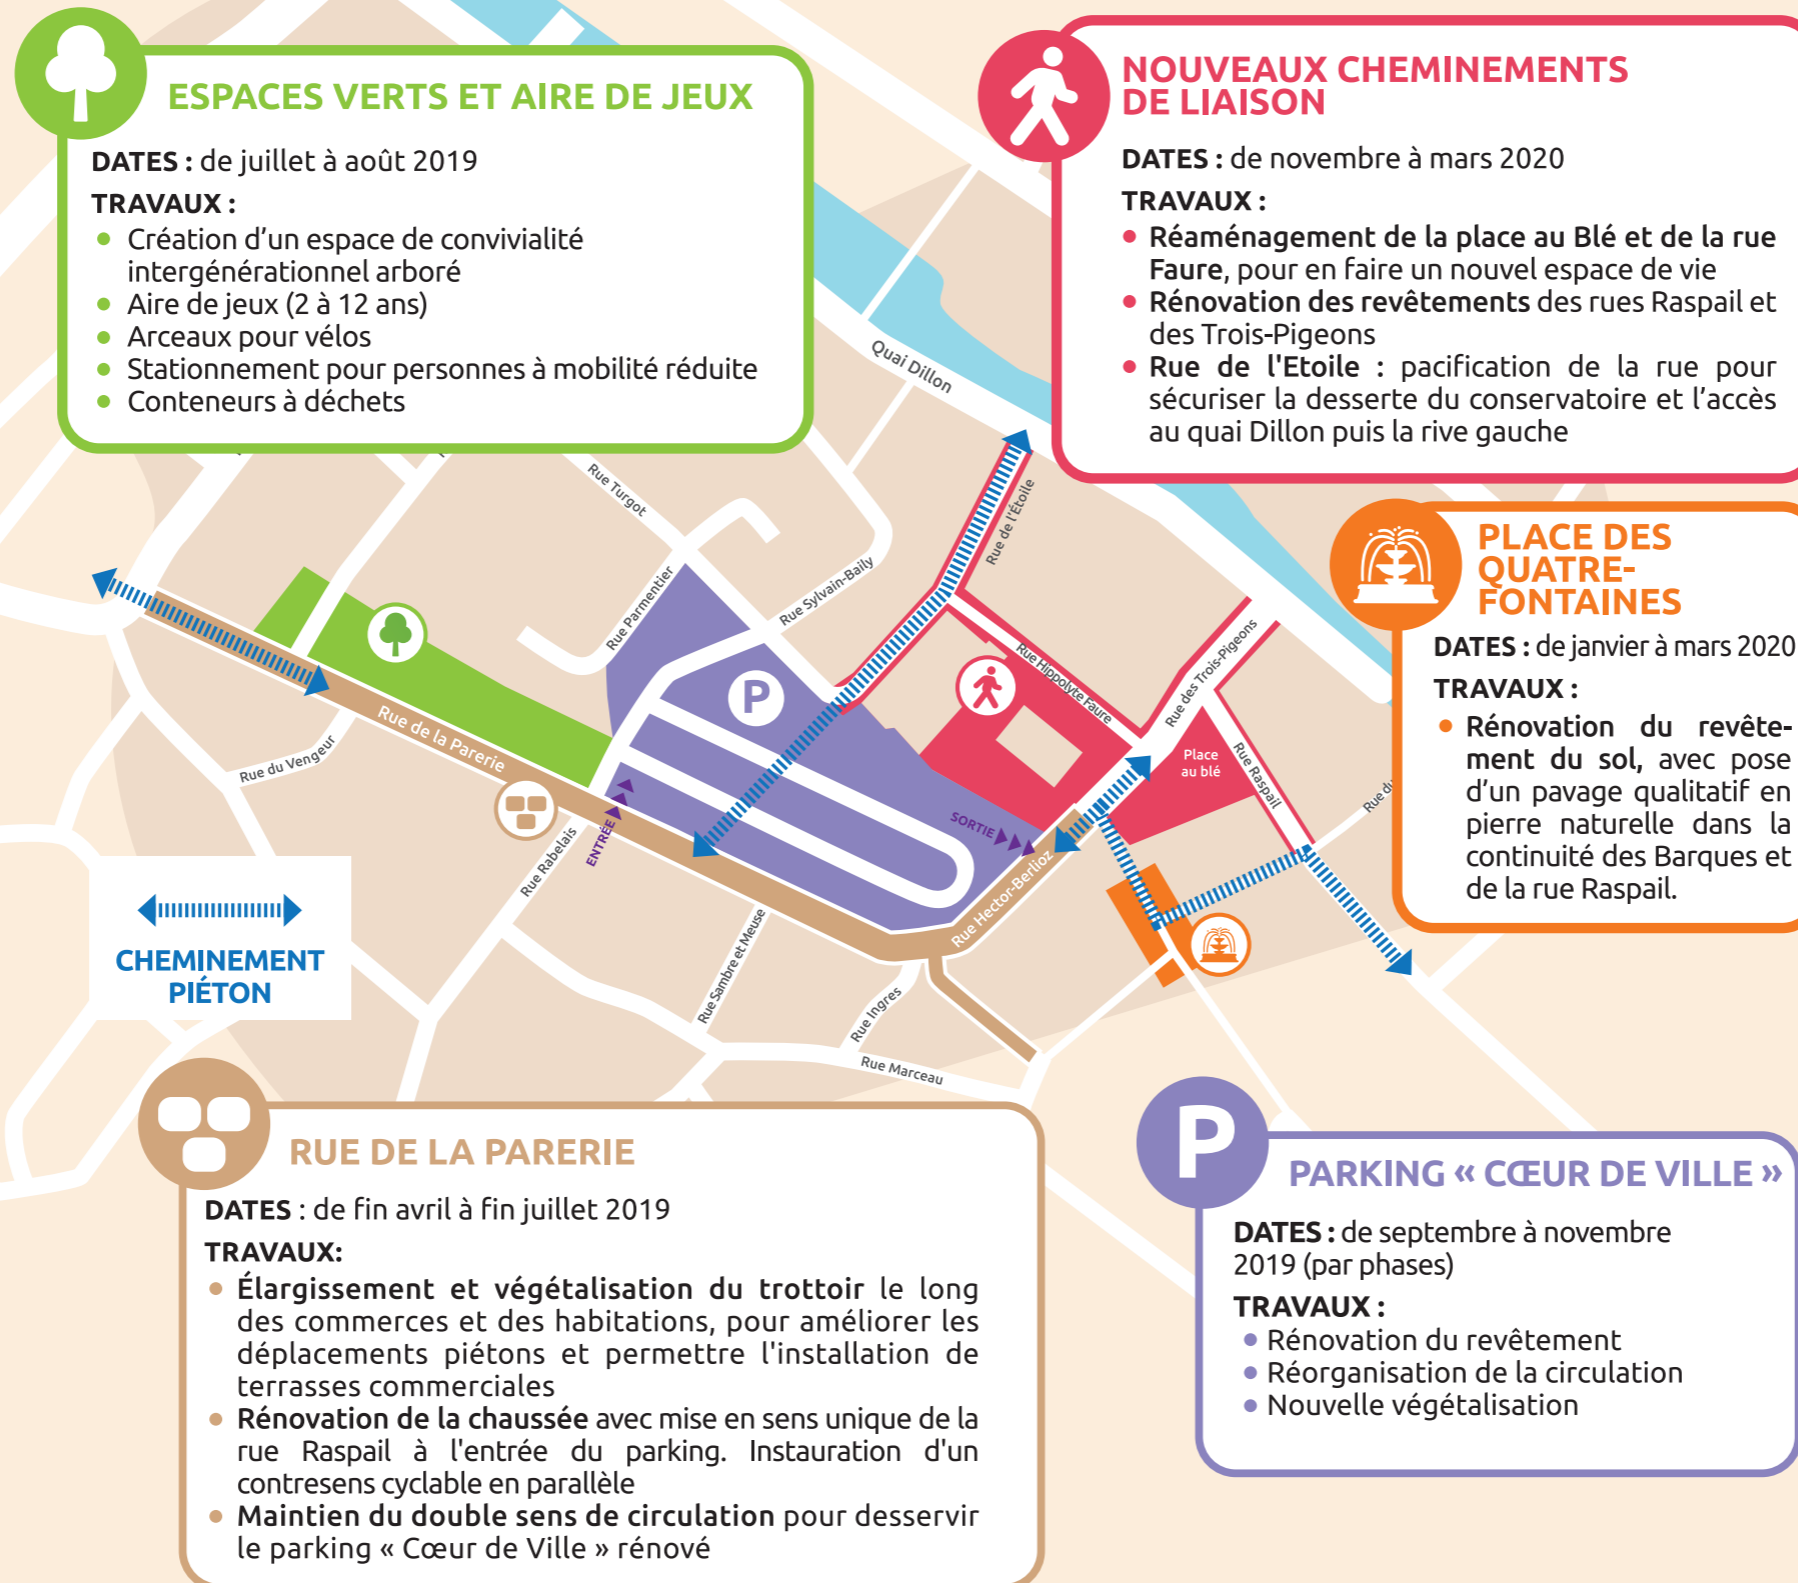 ESPACES VERTS ET AIRE DE JEUX
DATES : de juillet à août 2019
TRAVAUX :
Création d’un espace de convivialité
intergénérationnel arboré
Aire de jeux (2 à 12 ans)
Arceaux pour vélos
Stationnement pour personnes à mobilité réduite
Conteneurs à déchets
NOUVEAUX CHEMINEMENTS
DE LIAISON
DATES : de novembre à mars 2020
TRAVAUX :
Réaménagement de la place au Blé et de la rue
Faure, pour en faire un nouvel espace de vie
Rénovation des revêtements des rues Raspail et
des Trois-Pigeons
Rue de l'Etoile : pacification de la rue pour
sécuriser la desserte du conservatoire et l’accès
au quai Dillon puis la rive gauche
PLACE DES
QUATRE-
FONTAINES
DATES : de janvier à mars 2020
TRAVAUX :
Rénovation du revête-
ment du sol, avec pose
d’un pavage qualitatif en
pierre naturelle dans la
continuité des Barques et
de la rue Raspail.
Quai Dillon
Rue Turgot
Rue de l'Étoile
Rue Sylvain-Baily
Rue Parmentier
Rue Hippolyte Faure
Rue des Trois-Pigeons
P
Place
au blé
Rue Raspail
Rue du
Rue de la Parerie
Rue du Vengeur
ENTRÉE
SORTIE
Rue Rabelais
Rue Hector-Berlioz
Rue Sambre et Meuse
Rue Ingres
Rue Marceau
CHEMINEMENT
PIÉTON
RUE DE LA PARERIE
DATES : de fin avril à fin juillet 2019
TRAVAUX:
Élargissement et végétalisation du trottoir le long
des commerces et des habitations, pour améliorer les
déplacements piétons et permettre l'installation de
terrasses commerciales
Rénovation de la chaussée avec mise en sens unique de la
rue Raspail à l'entrée du parking. Instauration d'un
contresens cyclable en parallèle
Maintien du double sens de circulation pour desservir
le parking « Cœur de Ville » rénové
P
PARKING « CŒUR DE VILLE »
DATES : de septembre à novembre
2019 (par phases)
TRAVAUX :
Rénovation du revêtement
Réorganisation de la circulation
Nouvelle végétalisation